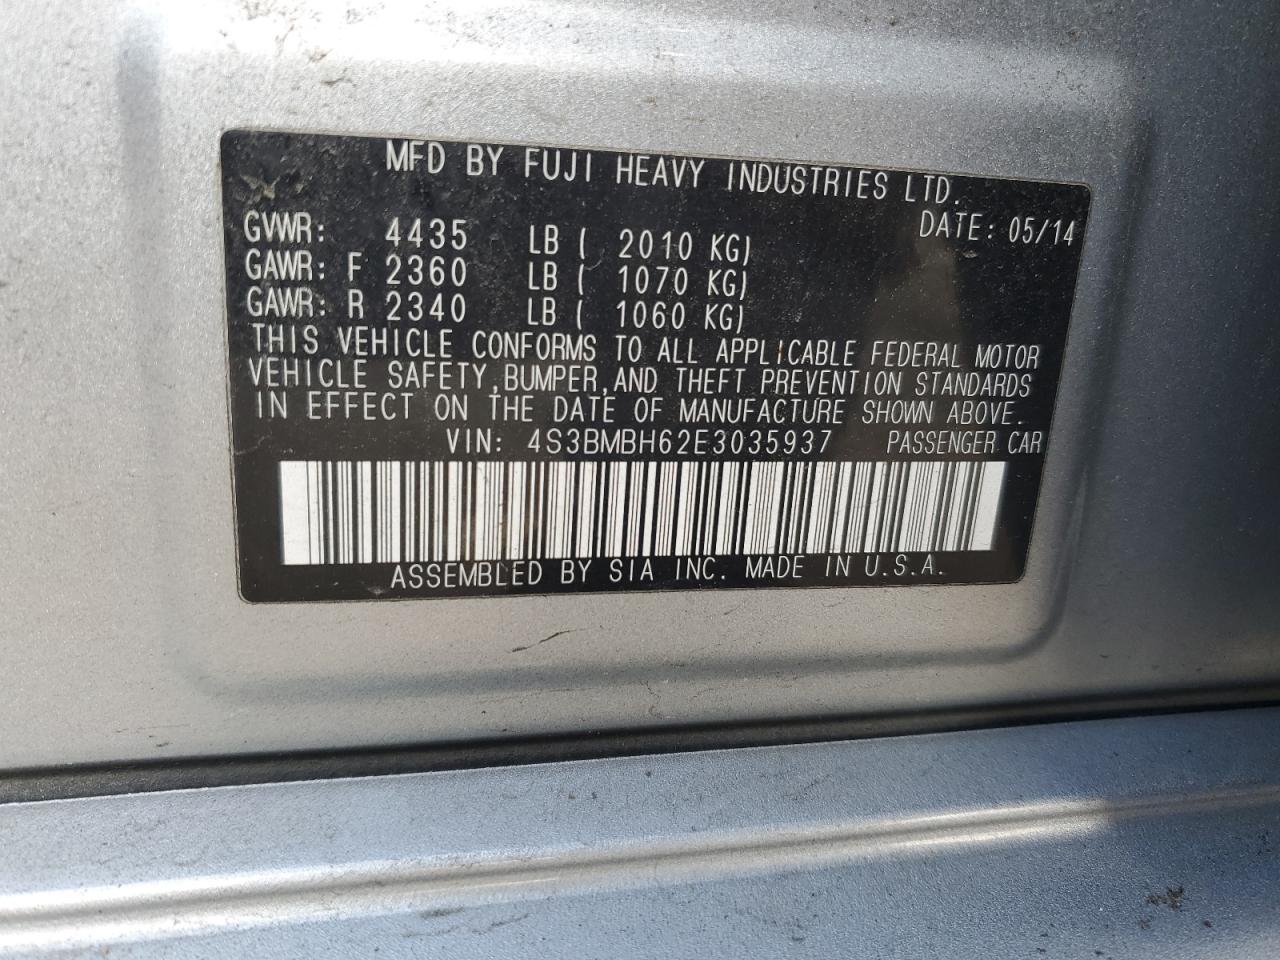 MFD BY FUJI HEAVY INDUSTRIES LTD.
DATE: 05/14
GVWR: 4435 LB ( 2010 KG)
GAWR: F 2360 LB ( 1070 KG)
GAWR: R 2340 LB ( 1060 KG)
THIS VEHICLE CONFORMS TO ALL APPLICABLE FEDERAL MOTOR
VEHICLE SAFETY, BUMPER, AND THEFT PREVENTION STANDARDS
IN EFFECT ON THE DATE OF MANUFACTURE SHOWN ABOVE.
VIN: 4S3BMBH62E3035937 PASSENGER CAR
ASSEMBLED BY SIA INC. MADE IN U.S.A.